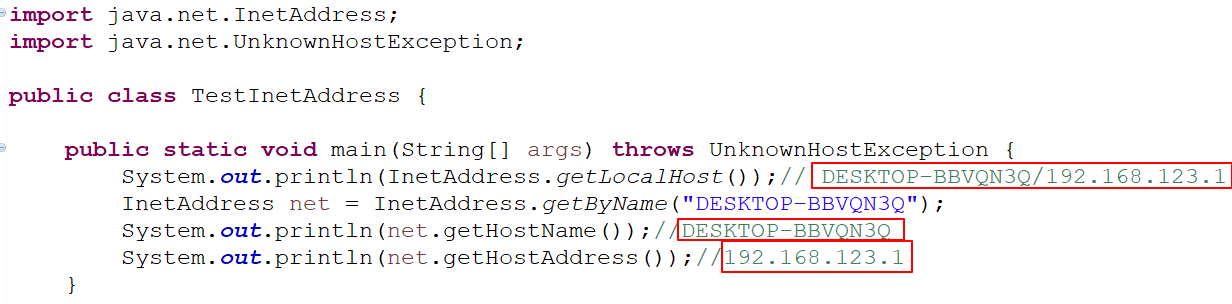 import java.net.InetAddress;
import java.net.UnknownHostException;
public class TestInetAddress {
public static void main(String[] args) throws UnknownHostException {
System.out.println(InetAddress.getLocalHost());// DESKTOP-BBVQN3Q/192.168.123.1
InetAddress net = InetAddress.getByName("DESKTOP-BBVQN3Q");
System.out.println(net.getHostName());//DESKTOP-BBVQN3Q
System.out.println(net.getHostAddress());//192.168.123.1
}